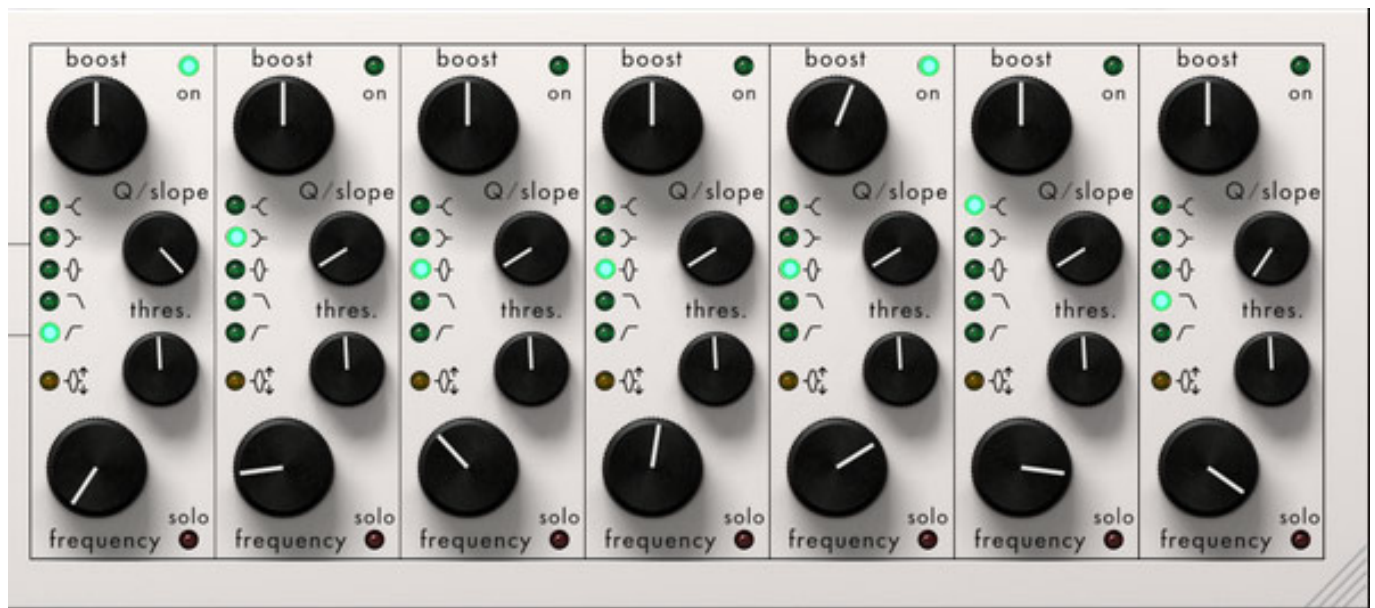 boost boost boost boost boost boost boost
on on on on on on on
Q/slope Q/slope Q/slope Q/slope Q/slope Q/slope Q/slope
thres. thres. thres. thres. thres. thres. thres.
solo solo solo solo solo solo solo
frequency frequency frequency frequency frequency frequency frequency